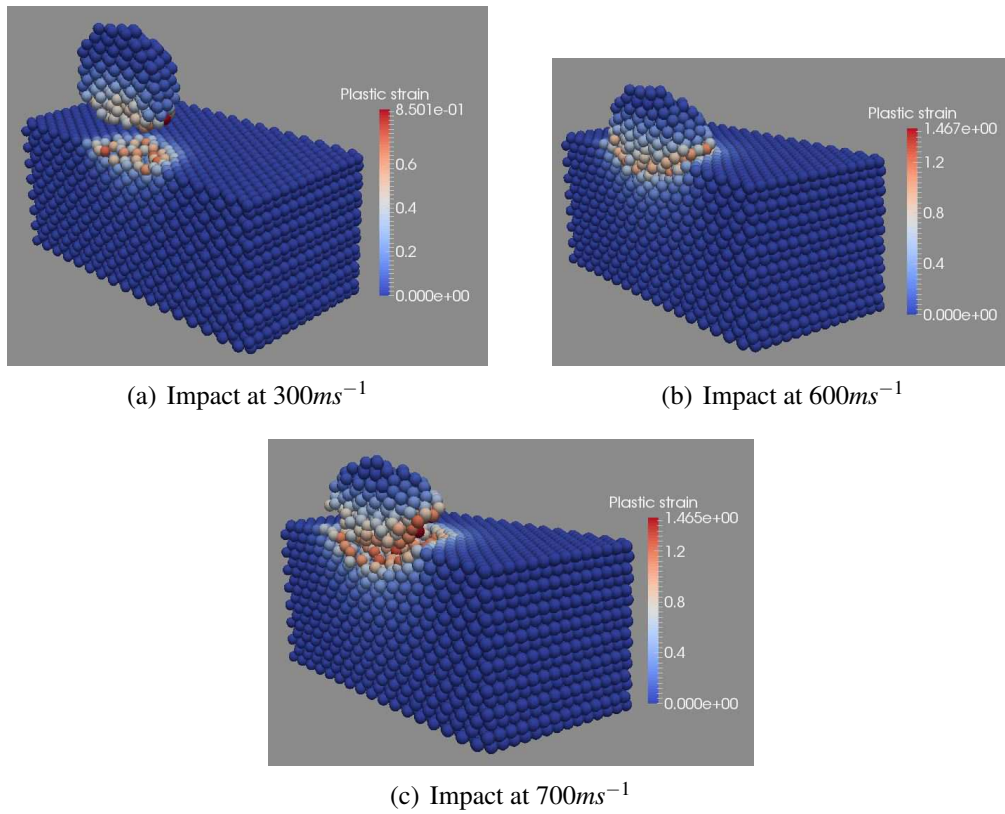 Plastic strain
8.501e-01
0.6
0.4
0.2
0.000e+00
(a) Impact at 300ms⁻¹
Plastic strain
1.467e+00
1.2
0.8
0.4
0.000e+00
(b) Impact at 600ms⁻¹
Plastic strain
1.465e+00
1.2
0.8
0.4
0.000e+00
(c) Impact at 700ms⁻¹